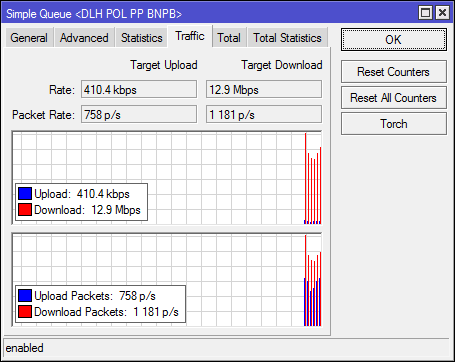 Simple Queue <DLH POL PP BNPB>
General Advanced Statistics Traffic Total Total Statistics
OK
Target Upload Target Download
Reset Counters
Rate: 410.4 kbps 12.9 Mbps
Reset All Counters
Packet Rate: 758 p/s 1 181 p/s
Torch
Upload: 410.4 kbps
Download: 12.9 Mbps
Upload Packets: 758 p/s
Download Packets: 1 181 p/s
enabled